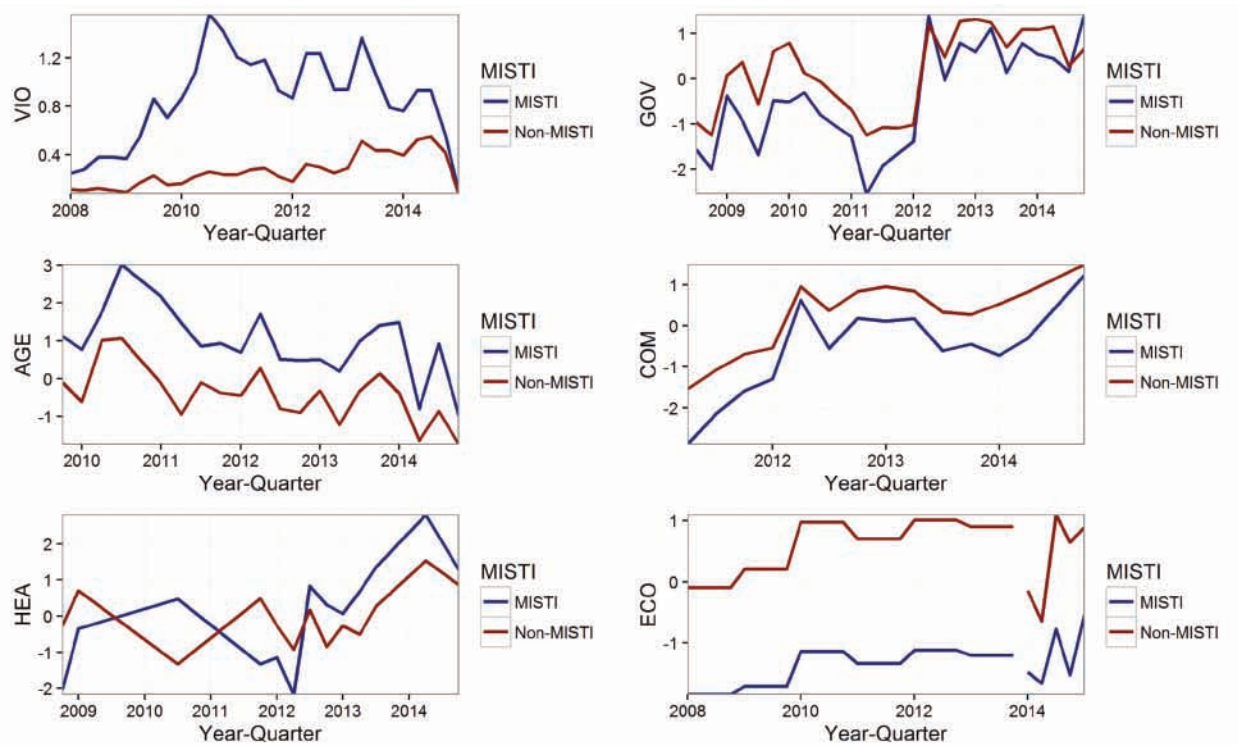 VIO
1.2
0.8
0.4
2008 2010 2012 2014
Year-Quarter
MISTI
MISTI
Non-MISTI
GOV
1
0
-1
-2
2009 2010 2011 2012 2013 2014
Year-Quarter
MISTI
MISTI
Non-MISTI
AGE
3
2
1
0
-1
2010 2011 2012 2013 2014
Year-Quarter
MISTI
MISTI
Non-MISTI
COM
1
0
-1
-2
2012 2013 2014
Year-Quarter
MISTI
MISTI
Non-MISTI
HEA
2
1
0
-1
-2
2009 2010 2011 2012 2013 2014
Year-Quarter
MISTI
MISTI
Non-MISTI
ECO
1
0
-1
2008 2010 2012 2014
Year-Quarter
MISTI
MISTI
Non-MISTI